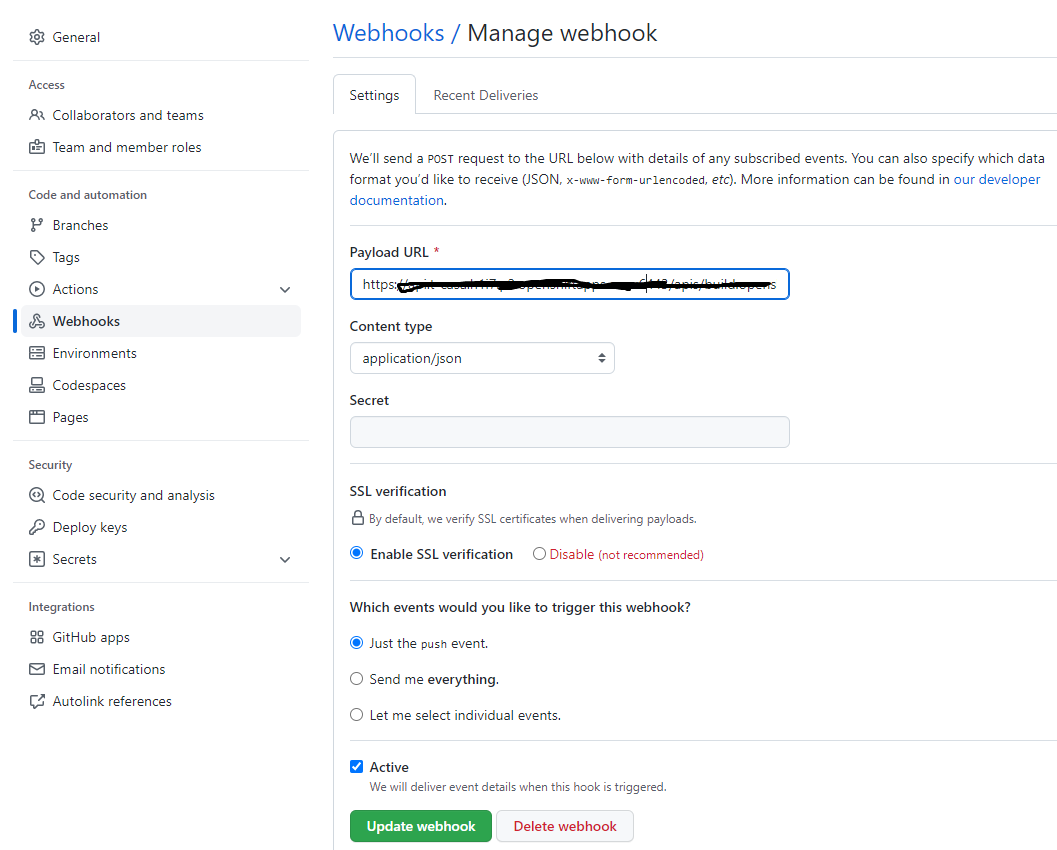 General
Access
Collaborators and teams
Team and member roles
Code and automation
Branches
Tags
Actions
Webhooks
Environments
Codespaces
Pages
Security
Code security and analysis
Deploy keys
Secrets
Integrations
GitHub apps
Email notifications
Autolink references
Webhooks / Manage webhook
Settings
Recent Deliveries
We'll send a POST request to the URL below with details of any subscribed events. You can also specify which data
format you'd like to receive (JSON, x-www-form-urlencoded, etc). More information can be found in our developer
documentation.
Payload URL *
https:
Content type
application/json
Secret
SSL verification
By default, we verify SSL certificates when delivering payloads.
Enable SSL verification
Disable (not recommended)
Which events would you like to trigger this webhook?
Just the push event.
Send me everything.
Let me select individual events.
Active
We will deliver event details when this hook is triggered.
Update webhook
Delete webhook